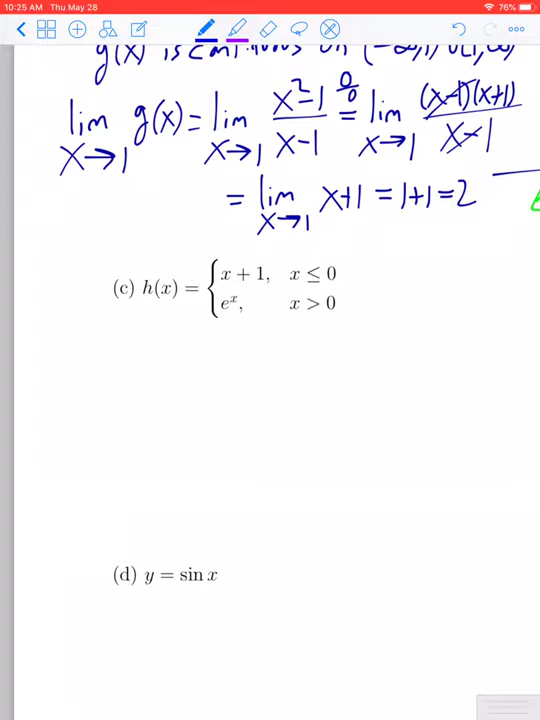 10:25 AM Thu May 28 76%
g(x) is continuous on (-∞,1)∪(1,∞)
lim x→1 g(x) = lim x→1 x²-1/x-1 0/0 = lim x→1 (x-1)(x+1)/x-1
= lim x→1 x+1 = 1+1 = 2
(c) h(x) = { x + 1, x ≤ 0
eˣ, x > 0
(d) y = sin x